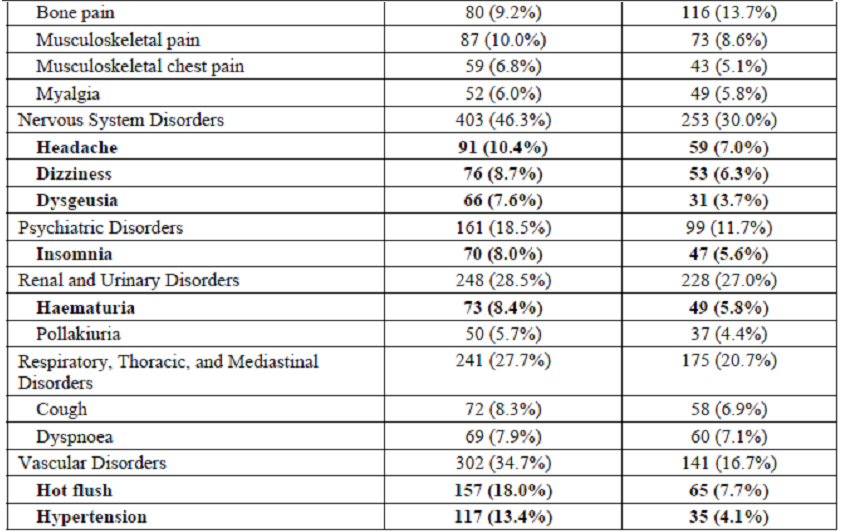 Bone pain 80 (9.2%) 116 (13.7%)
Musculoskeletal pain 87 (10.0%) 73 (8.6%)
Musculoskeletal chest pain 59 (6.8%) 43 (5.1%)
Myalgia 52 (6.0%) 49 (5.8%)
Nervous System Disorders 403 (46.3%) 253 (30.0%)
Headache 91 (10.4%) 59 (7.0%)
Dizziness 76 (8.7%) 53 (6.3%)
Dysgeusia 66 (7.6%) 31 (3.7%)
Psychiatric Disorders 161 (18.5%) 99 (11.7%)
Insomnia 70 (8.0%) 47 (5.6%)
Renal and Urinary Disorders 248 (28.5%) 228 (27.0%)
Haematuria 73 (8.4%) 49 (5.8%)
Pollakiuria 50 (5.7%) 37 (4.4%)
Respiratory, Thoracic, and Mediastinal 241 (27.7%) 175 (20.7%)
Disorders
Cough 72 (8.3%) 58 (6.9%)
Dyspnoea 69 (7.9%) 60 (7.1%)
Vascular Disorders 302 (34.7%) 141 (16.7%)
Hot flush 157 (18.0%) 65 (7.7%)
Hypertension 117 (13.4%) 35 (4.1%)